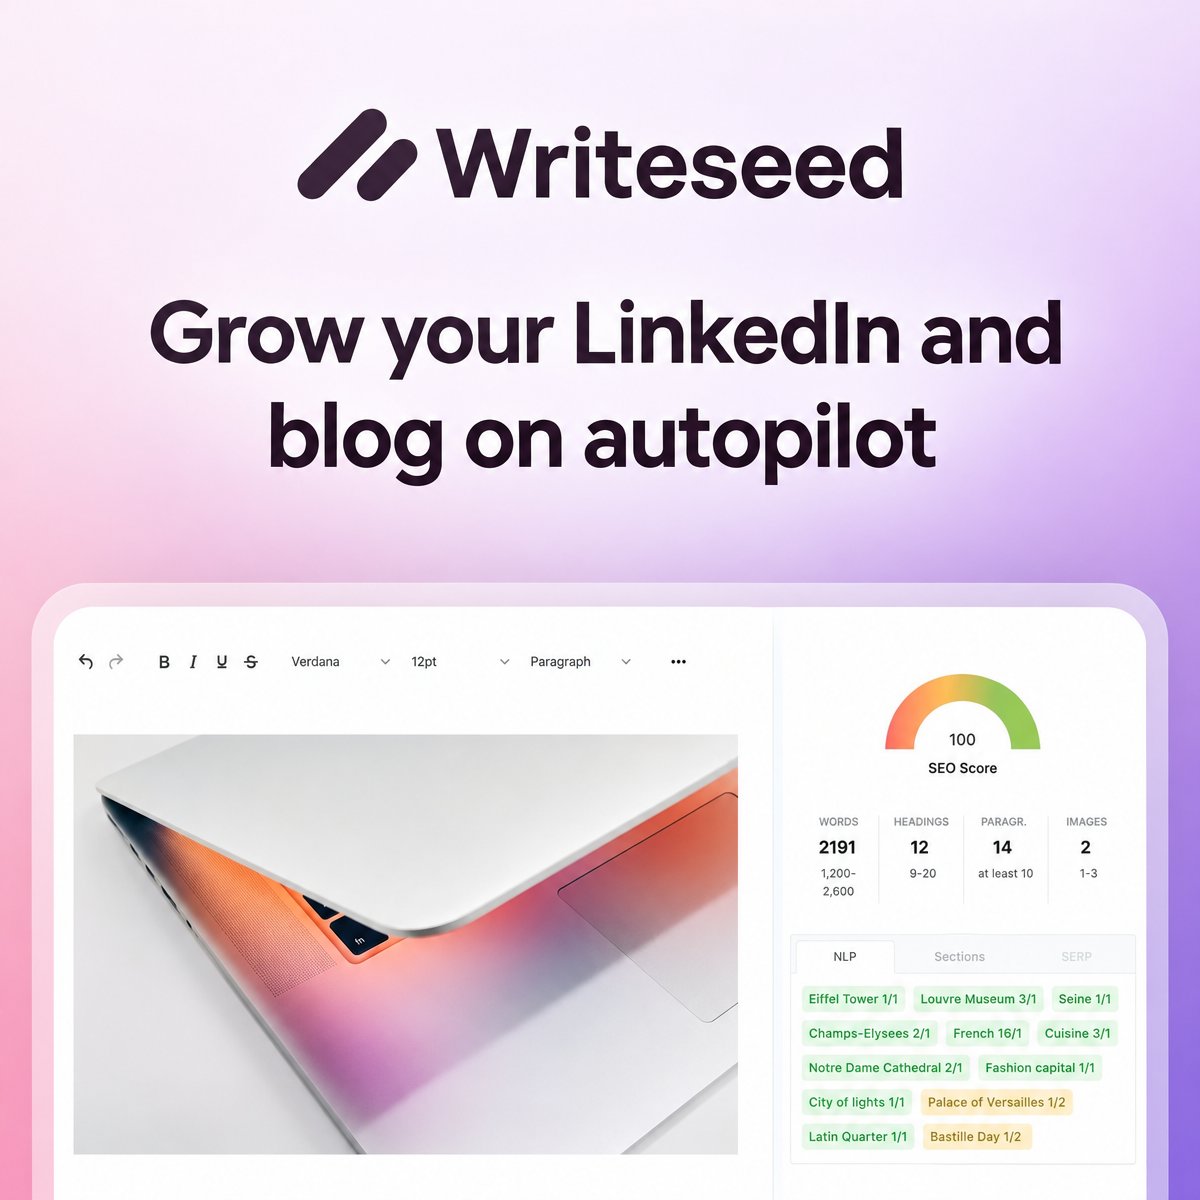 Writeseed
Grow your LinkedIn and
blog on autopilot
B I U S Verdana 12pt Paragraph
100
SEO Score
WORDS HEADINGS PARAGR. IMAGES
2191 12 14 2
1,200-
2,600 9-20 at least 10 1-3
NLP Sections SERP
Eiffel Tower 1/1 Louvre Museum 3/1 Seine 1/1
Champs-Elysees 2/1 French 16/1 Cuisine 3/1
Notre Dame Cathedral 2/1 Fashion capital 1/1
City of lights 1/1 Palace of Versailles 1/2
Latin Quarter 1/1 Bastille Day 1/2
fn